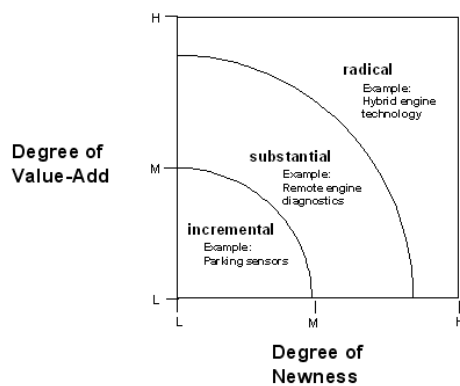 H
radical
Example:
Hybrid engine
technology
Degree of
Value-Add
M
substantial
Example:
Remote engine
diagnostics
incremental
Example:
Parking sensors
L
L
M
H
Degree of
Newness